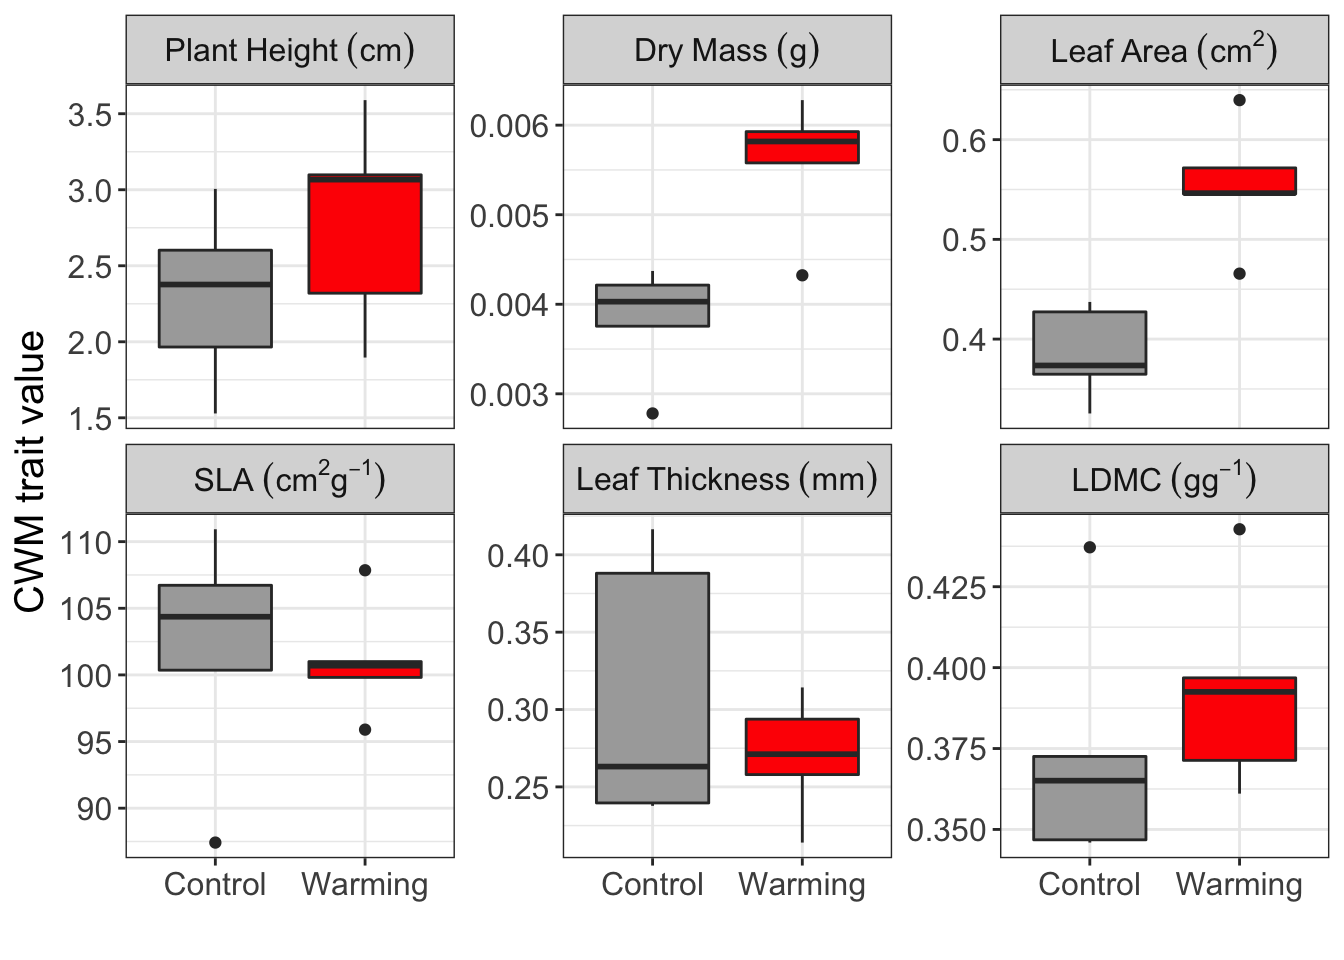 Plant Height (cm)
Dry Mass (g)
Leaf Area (cm²)
3.5
3.0
2.5
2.0
1.5
0.006
0.005
0.004
0.003
0.6
0.5
0.4
CWM trait value
SLA (cm²g⁻¹)
Leaf Thickness (mm)
LDMC (gg⁻¹)
110
105
100
95
90
0.40
0.35
0.30
0.25
0.425
0.400
0.375
0.350
Control Warming
Control Warming
Control Warming